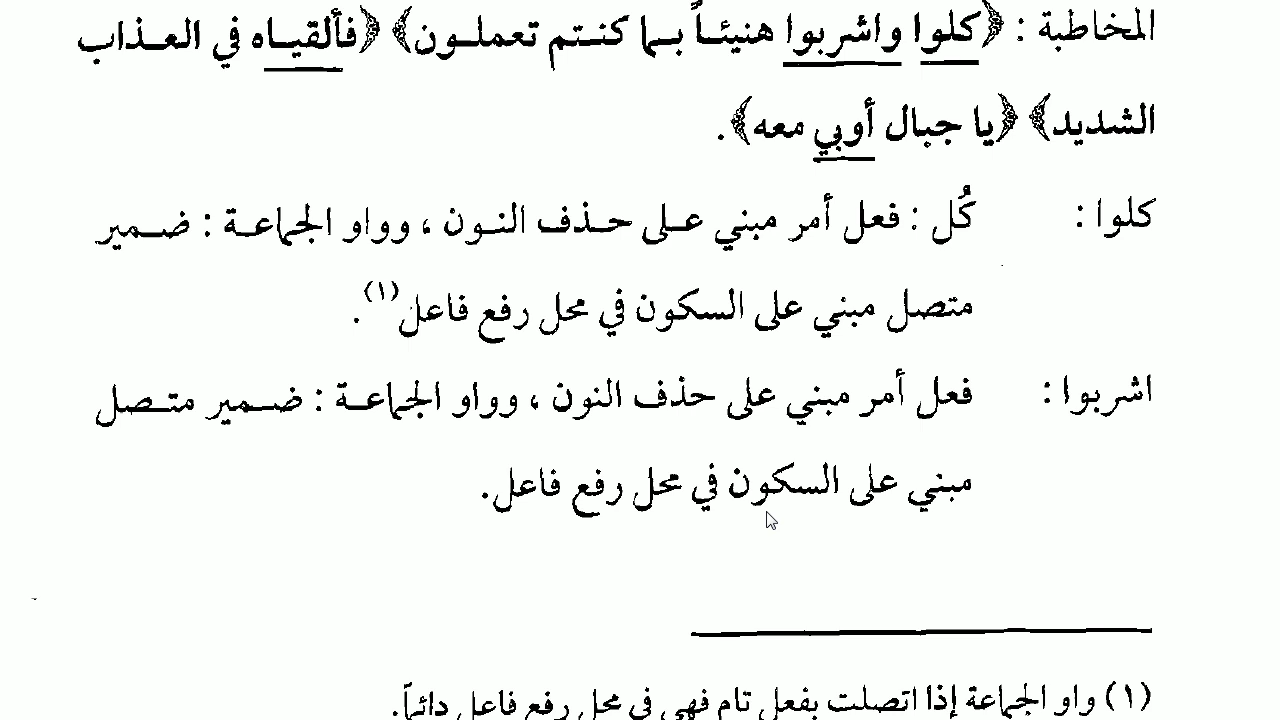 المخاطبة : ﴿كلوا واشربوا هنيئاً بما كنتم تعملون﴾ ﴿فألقياه في العذاب
الشديد﴾ ﴿يا جبال أوبي معه﴾.
كلوا : كُل : فعل أمر مبني على حذف النون ، وواو الجماعة : ضمير
متصل مبني على السكون في محل رفع فاعل(١).
اشربوا : فعل أمر مبني على حذف النون ، وواو الجماعة : ضمير متصل
مبني على السكون في محل رفع فاعل.
(١) واو الجماعة إذا اتصلت بفعل تام فهي في محل رفع فاعل دائماً.